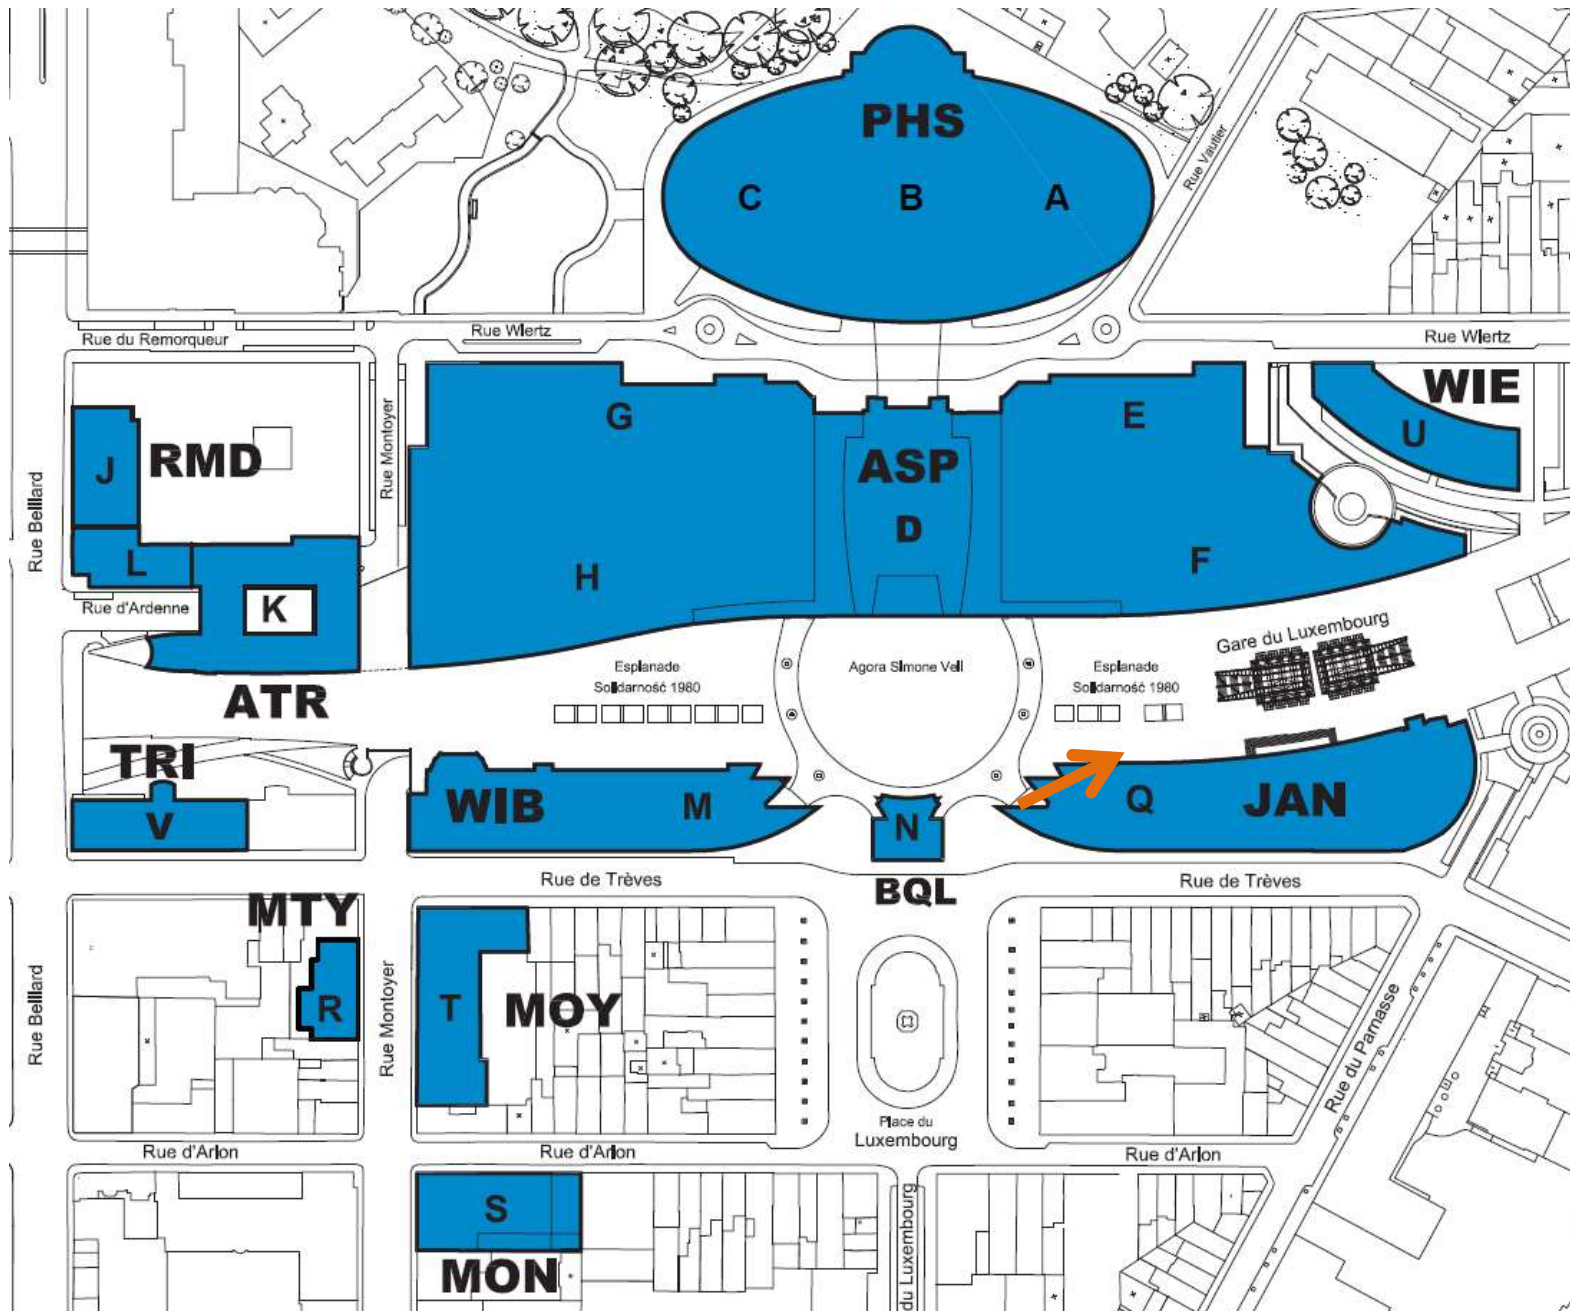 PHS
C
B
A
Rue Vautier
Rue Wiertz
Rue Wiertz
Rue du Remorqueur
Rue Montoyer
G
E
WIE
U
ASP
D
J
RMD
Rue Belliard
L
H
F
Rue d'Ardenne
K
Gare du Luxembourg
Esplanade
Solidarność 1980
Agora Simone Veil
Esplanade
Solidarność 1980
ATR
TRI
V
WIB
M
N
Q
JAN
Rue de Trèves
Rue de Trèves
BQL
MTY
R
Rue Belliard
Rue Montoyer
T
MOY
Place du
Luxembourg
Rue du Parnasse
Rue d'Arlon
Rue d'Arlon
Rue d'Arlon
S
MON
du Luxembourg